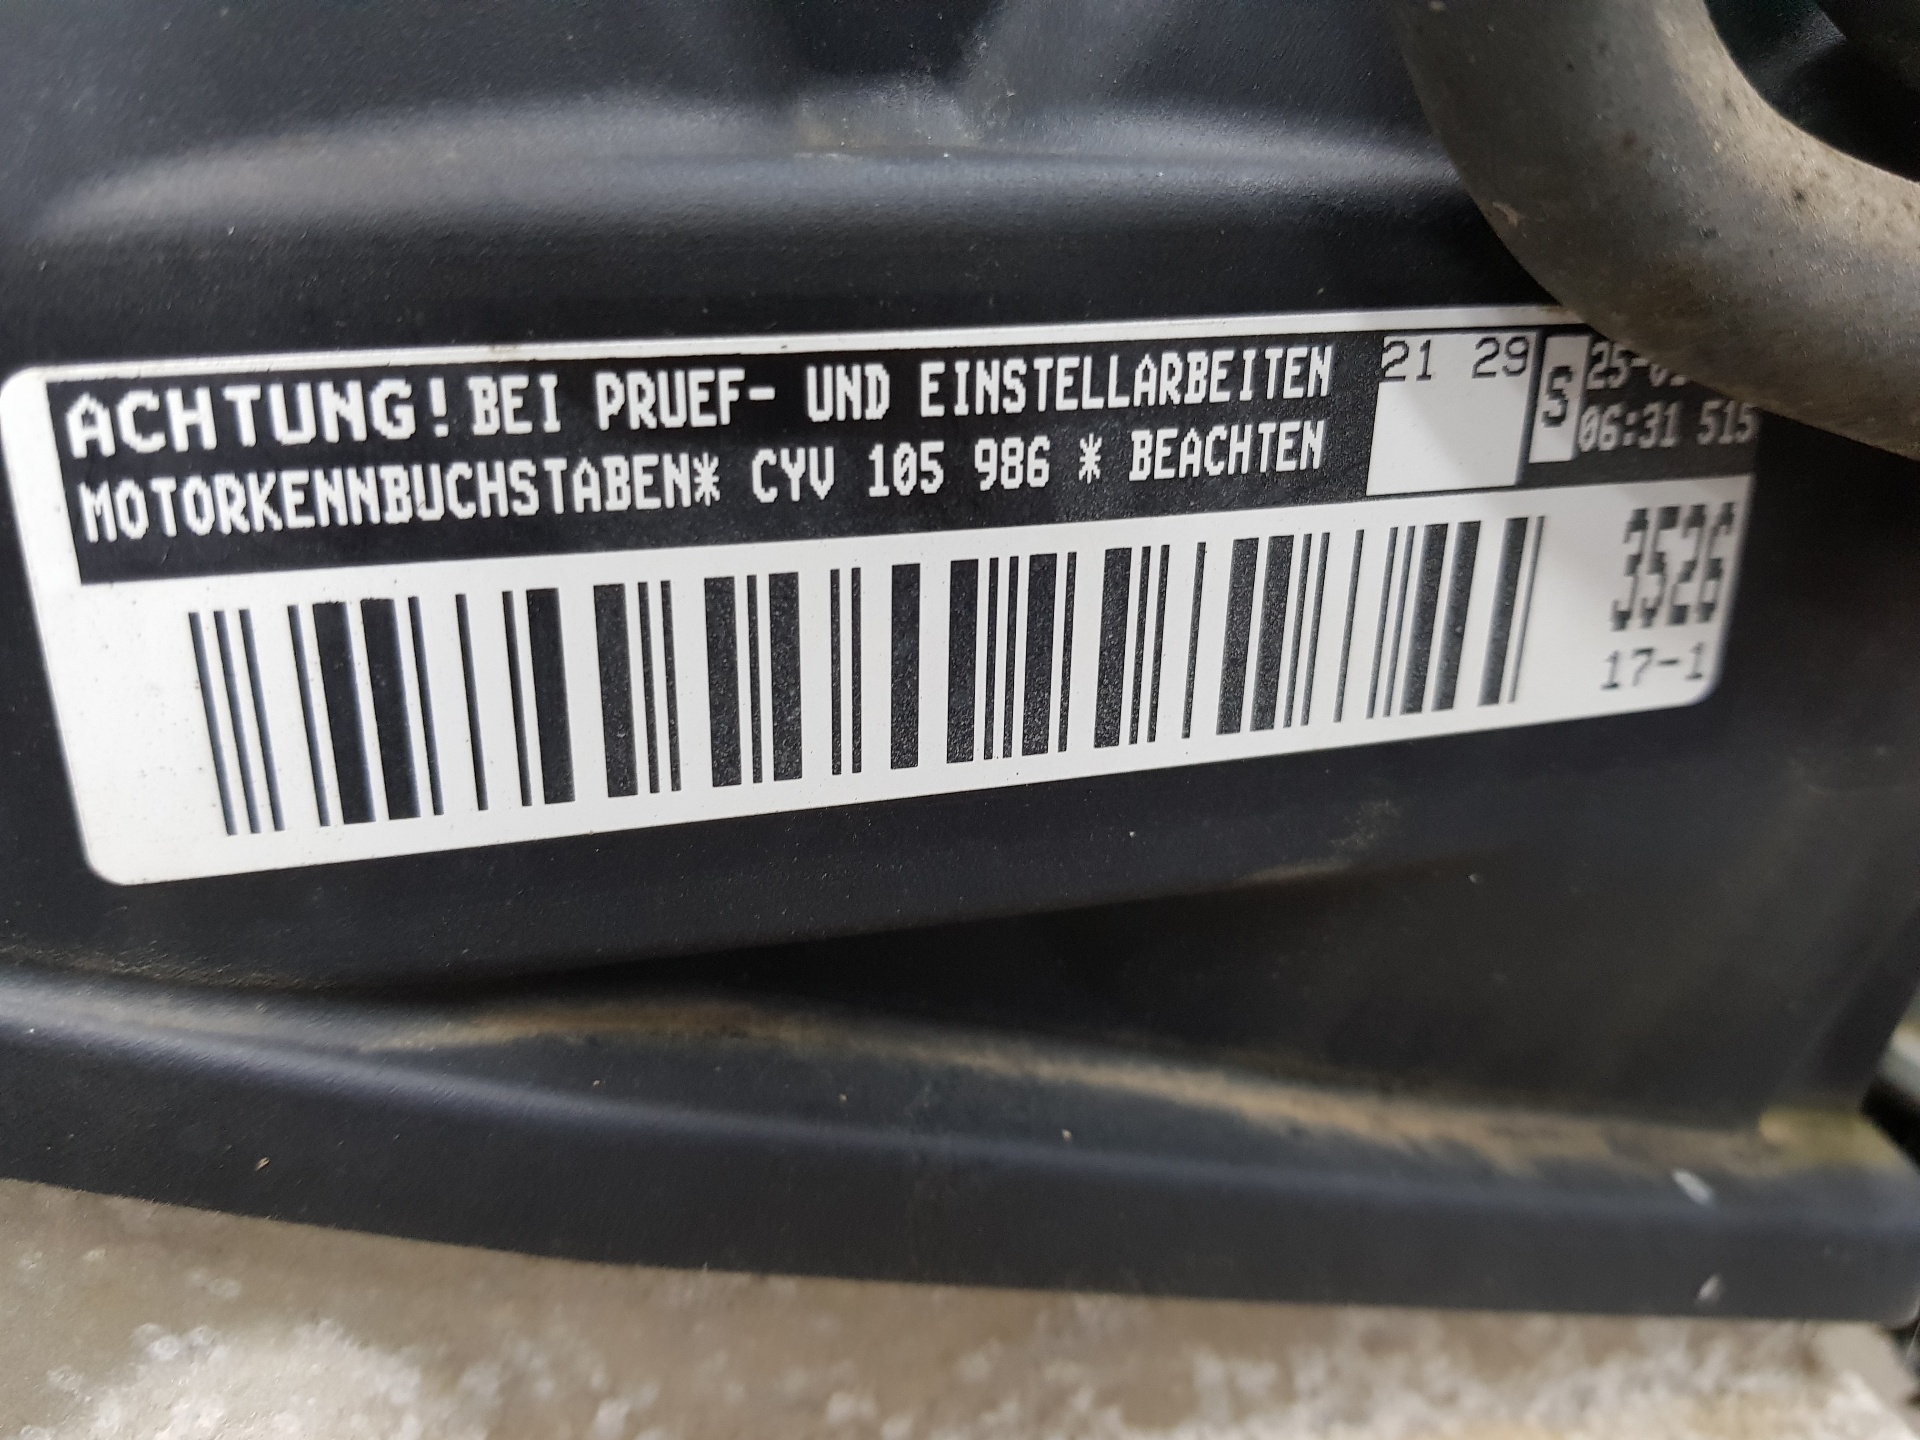 ACHTUNG! BEI PRUEF- UND EINSTELLARBEITEN
MOTORKENNBUCHSTABEN* CYV 105 986 * BEACHTEN
21 29
S
06:31 515
3526
17-1